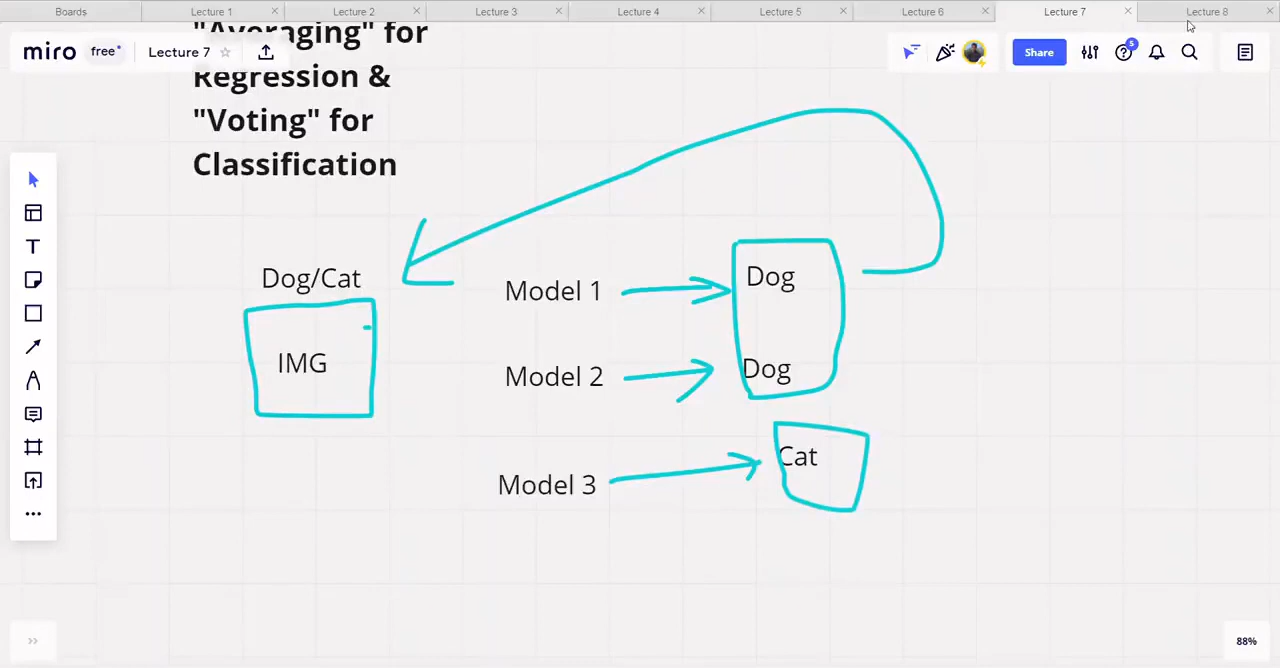 Boards
Lecture 1
Lecture 2
Lecture 3
Lecture 4
Lecture 5
Lecture 6
Lecture 7
Lecture 8
miro
free
Lecture 7
Share
5
"Averaging" for
Regression &
"Voting" for
Classification
Dog/Cat
IMG
Model 1
Dog
Model 2
Dog
Model 3
Cat
88%